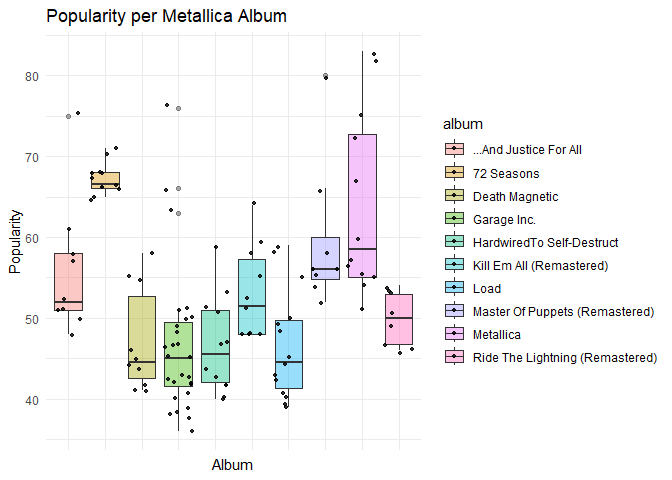 Popularity per Metallica Album
80
70
60
50
40
Popularity
Album
album
...And Justice For All
72 Seasons
Death Magnetic
Garage Inc.
HardwiredTo Self-Destruct
Kill Em All (Remastered)
Load
Master Of Puppets (Remastered)
Metallica
Ride The Lightning (Remastered)